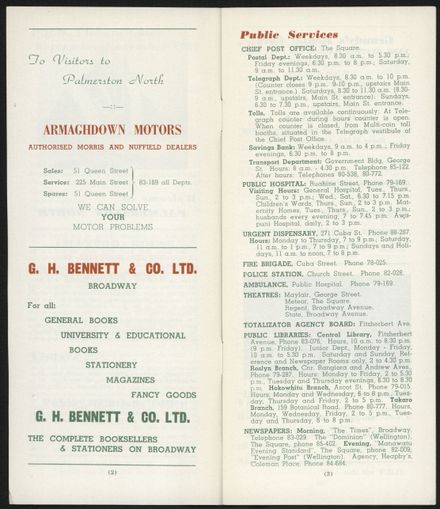 To Visitors to
Palmerston North
ARMAGHDOWN MOTORS
AUTHORISED MORRIS AND NUFFIELD DEALERS
Sales: 51 Queen Street
Service: 225 Main Street 83-169 all Depts.
Spares: 51 Queen Street
WE CAN SOLVE
YOUR
MOTOR PROBLEMS
G. H. BENNETT & CO. LTD.
BROADWAY
For all:
GENERAL BOOKS
UNIVERSITY & EDUCATIONAL
BOOKS
STATIONERY
MAGAZINES
FANCY GOODS
G. H. BENNETT & CO. LTD.
THE COMPLETE BOOKSELLERS
& STATIONERS ON BROADWAY
(2)
Public Services
CHIEF POST OFFICE: The Square.
Postal Dept.: Weekdays, 8.30 a.m. to 5.30 p.m.;
Friday evenings, 6.30 p.m. to 8 p.m.; Saturday,
9 a.m. to 11.30 a.m.
Telegraph Dept.: Weekdays, 8.30 a.m. to 10 p.m.
(Counter closes 9 p.m. 9-10 p.m., upstairs Main
St. entrance.) Saturdays, 8.30 to 11.30 a.m. (8.30-
9 a.m., upstairs, Main St. entrance). Sundays,
6.30 to 7.30 p.m., upstairs, Main St. entrance.
Tolls. Tolls are available continuously: At Tele-
graph counter during hours counter is open.
When counter is closed, from Multi-coin toll
booths, situated in the Telegraph vestibule of
the Chief Post Office.
Savings Bank: Weekdays, 9 a.m. to 4 p.m.; Friday
evenings, 6.30 p.m. to 8 p.m.
Transport Department: Government Bldg, George
St. Hours: 8 a.m. - 4.30 p.m. Telephone 85-122.
After hours: Telephones 80-538, 80-772.
PUBLIC HOSPITAL: Ruahine Street. Phone 79-169.
Visiting Hours: General Hospital, Tues., Thurs.,
Sun., 2 to 3 p.m.; Wed., Sat., 6.30 to 7.15 p.m.
Children's Wards, Thurs., Sun., 2 to 3 p.m. Mat-
ernity Homes, Tues., Thurs., Sun., 2 to 3 p.m.;
husbands every evening, 7 to 7.45 p.m. Awa-
puni Hospital, daily, 2 to 3 p.m.
URGENT DISPENSARY, 271 Cuba St. Phone 88-287.
Hours: Monday to Thursday, 7 to 9 p.m.; Saturday,
11 a.m. to 1 p.m.; 7 to 9 p.m.; Sundays and Holi-
days, 11 a.m. to noon; 7 to 8 p.m.
FIRE BRIGADE, Cuba Street. Phone 85-025.
POLICE STATION, Church Street. Phone 82-028.
AMBULANCE, Public Hospital. Phone 79-169.
THEATRES: Mayfair, George Street.
Meteor, The Square.
Regent, Broadway Avenue.
State, Broadway Avenue.
TOTALIZATOR AGENCY BOARD: Fitzherbert Ave.
PUBLIC LIBRARIES: Central Library, Fitzherbert
Avenue, Phone 83-076. Hours, 10 a.m. to 8.30 p.m.
(9 p.m. Friday). Junior Dept., Monday - Friday,
10 a.m. to 5.30 p.m. Saturday and Sunday, Ref-
erence and Newspaper Rooms only, 2 to 4.30 p.m.
Roslyn Branch, Cnr. Rangiora and Andrew Aves.
Phone 79-287. Hours: Monday to Friday, 2 to 5.30
p.m., Tuesday and Thursday evenings, 6.30 to 8.30
p.m. Hokowhitu Branch, Ascot St. Phone 79-015.
Hours, Monday and Wednesday, 6 to 8 p.m., Tues-
day, Thursday and Friday, 2 to 5 p.m. Takaro
Branch, 159 Botanical Road. Phone 80-777. Hours,
Monday, Wednesday, Friday, 2 to 5 p.m., Tues-
day and Thursday, 6 to 8 p.m.
NEWSPAPERS: Morning, "The Times", Broadway.
Telephone 83-029. The "Dominion" (Wellington),
The Square, phone 85-402. Evening, "Manawatu
Evening Standard", The Square, phone 82-009;
"Evening Post" (Wellington), Agency, Heaphy's,
Coleman Place, Phone 84-684.
(3)